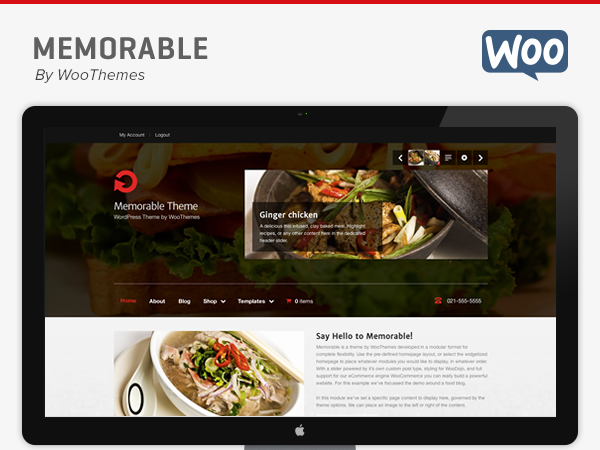 MEMORABLE
By WooThemes
WOO
My Account
Logout
Memorable Theme
WordPress Theme by WooThemes
Ginger chicken
A delicious thai infused, clay baked meal. Highlight
recipes, or any other content here in the dedicated
header slider.
Home About Blog Shop Templates 0 items 021-555-5555
Say Hello to Memorable!
Memorable is a theme by WooThemes developed in a modular format for
complete flexibility. Use the pre-defined homepage layout, or select the widgetized
homepage to place whatever modules you would like to display, in whatever order.
With a slider powered by it's own custom post type, styling for WooDojo, and full
support for our eCommerce engine WooCommerce you can really build a powerful
website. For this example we've focussed the demo around a food blog.
In this module we've set a specific page content to display here, governed by the
theme options. We can place an image to the left or right of the content.